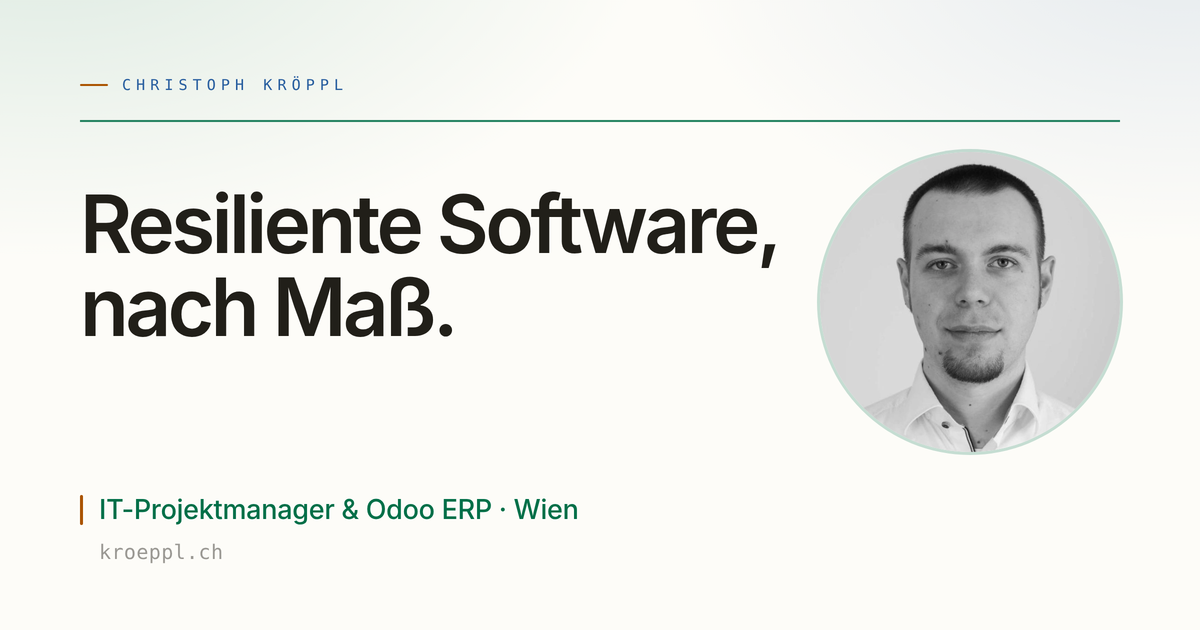 CHRISTOPH KRÖPPL
Resiliente Software,
nach Maß.
IT-Projektmanager & Odoo ERP · Wien
kroeppl.ch